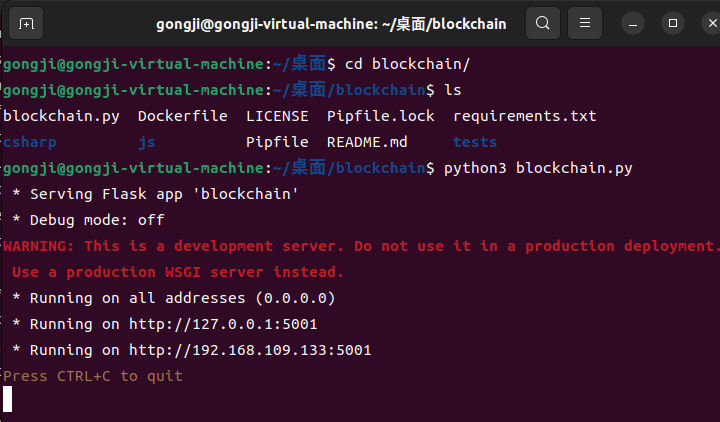 gongji@gongji-virtual-machine: ~/桌面/blockchain
gongji@gongji-virtual-machine:~/桌面$ cd blockchain/
gongji@gongji-virtual-machine:~/桌面/blockchain$ ls
blockchain.py  Dockerfile  LICENSE  Pipfile.lock  requirements.txt
csharp         js          Pipfile  README.md     tests
gongji@gongji-virtual-machine:~/桌面/blockchain$ python3 blockchain.py
 * Serving Flask app 'blockchain'
 * Debug mode: off
WARNING: This is a development server. Do not use it in a production deployment.
 Use a production WSGI server instead.
 * Running on all addresses (0.0.0.0)
 * Running on http://127.0.0.1:5001
 * Running on http://192.168.109.133:5001
Press CTRL+C to quit